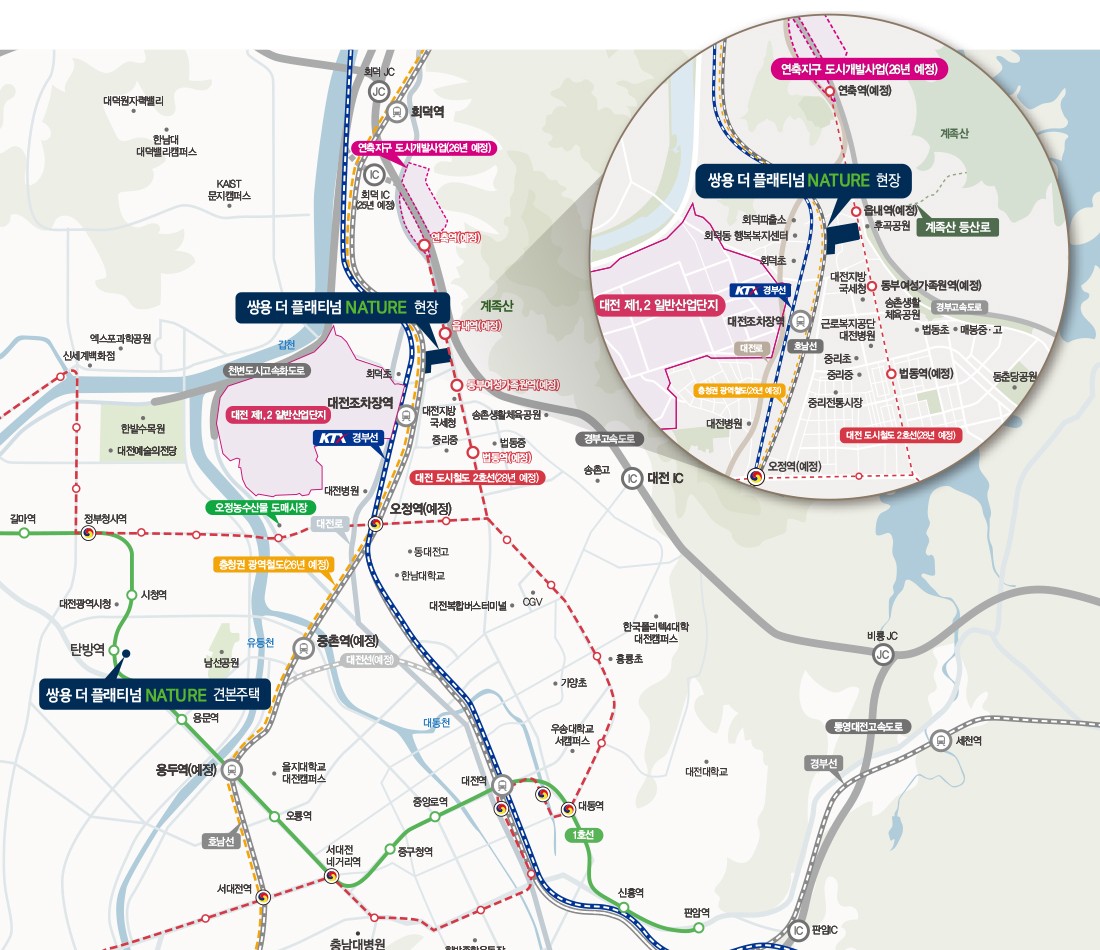 회덕 JC
JC
회덕역
대덕원자력밸리
한남대
대덕밸리캠퍼스
KAIST
문지캠퍼스
연축지구 도시개발사업(26년 예정)
IC
회덕 IC
(25년 예정)
연축역(예정)
쌍용 더 플래티넘 NATURE 현장
계족산
읍내역(예정)
엑스포과학공원
신세계백화점
갑천
천변도시고속화도로
회덕초
동부여성가족원역(예정)
대전조차장역
대전 제1, 2 일반산업단지
대전지방
국세청
송촌생활체육공원
한밭수목원
대전예술의전당
KTX 경부선
중리중
법동중
법동역(예정)
경부고속도로
송촌고
IC
대전 IC
대전 도시철도 2호선(28년 예정)
대전병원
오정농수산물 도매시장
대전로
오정역(예정)
길마역
정부청사역
동대전고
한남대학교
충청권 광역철도(26년 예정)
대전광역시청
시청역
대전복합버스터미널
CGV
한국폴리텍4대학
대전캠퍼스
탄방역
유등천
남선공원
중촌역(예정)
대전선(예정)
홍룡초
가양초
비룡 JC
JC
쌍용 더 플래티넘 NATURE 견본주택
용문역
대동천
우송대학교
서캠퍼스
통영대전고속도로
세천역
경부선
용두역(예정)
을지대학교
대전캠퍼스
대전역
대전대학교
중앙로역
대동역
오룡역
1호선
호남선
서대전
네거리역
중구청역
서대전역
신흥역
판암역
판암IC
IC
충남대병원
연축지구 도시개발사업(26년 예정)
연축역(예정)
계족산
쌍용 더 플래티넘 NATURE 현장
읍내역(예정)
후곡공원
계족산 등산로
회덕파출소
회덕동 행복복지센터
회덕초
대전지방
국세청
동부여성가족원역(예정)
KTX 경부선
대전 제1, 2 일반산업단지
송촌생활
체육공원
경부고속도로
대전조차장역
근로복지공단
대전병원
법동초
매봉중·고
대전로
호남선
중리초
중리중
법동역(예정)
동춘당공원
충청권 광역철도(26년 예정)
중리전통시장
대전병원
대전 도시철도 2호선(28년 예정)
오정역(예정)